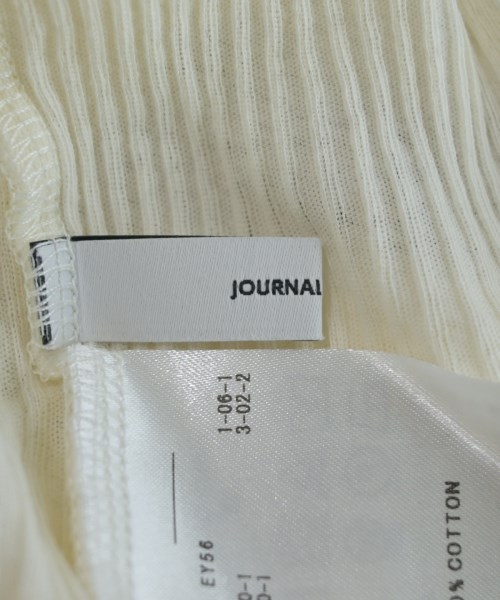 JOURNAL
1-06-1
3-02-2
EY56
0-1
0-1
% COTTON